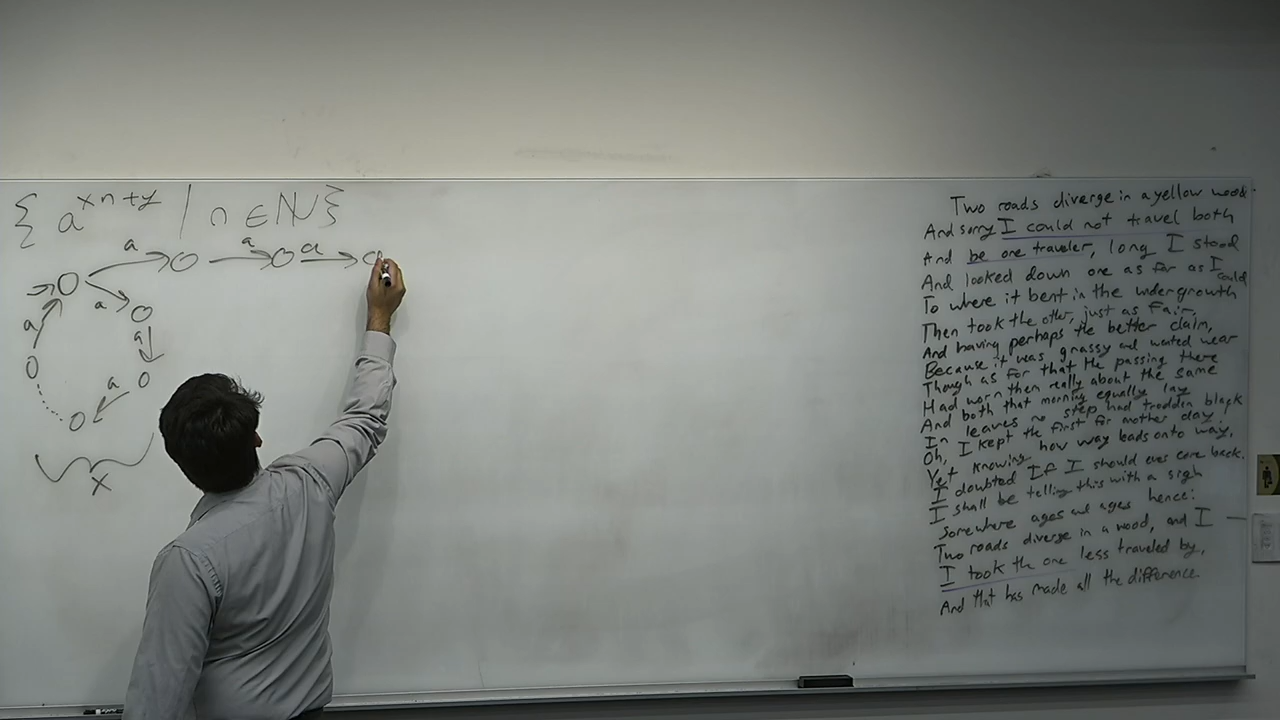 { a^{xn+y} | n ∈ ℕ }
a a a
a a
a
a
x
Two roads diverge in a yellow wood
And sorry I could not travel both
And be one traveler, long I stood
And looked down one as far as I could
To where it bent in the undergrowth
Then took the other, just as fair,
And having perhaps the better claim,
Because it was grassy and wated wear
Though as for that the passing there
Had worn them really about the same
And both that morning equally lay
In leaves no step had trodden black
Oh, I kept the first for another day.
Yet knowing how way leads onto way,
I doubted If I should ever come back.
I shall be telling this with a sigh
Somewhere ages and ages hence:
Two roads diverge in a wood, and I
I took the one less traveled by,
And that has made all the difference